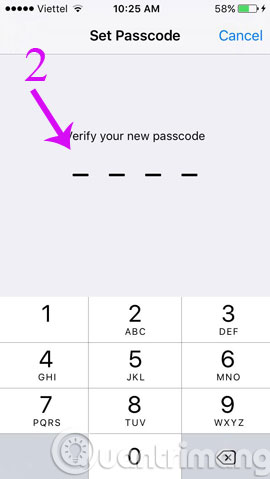 Viettel 10:25 AM 58%
Set Passcode Cancel
2
Verify your new passcode
1 2 ABC 3 DEF
4 GHI 5 JKL 6 MNO
7 PQRS 8 TUV 9 WXYZ
0
Quantrimang